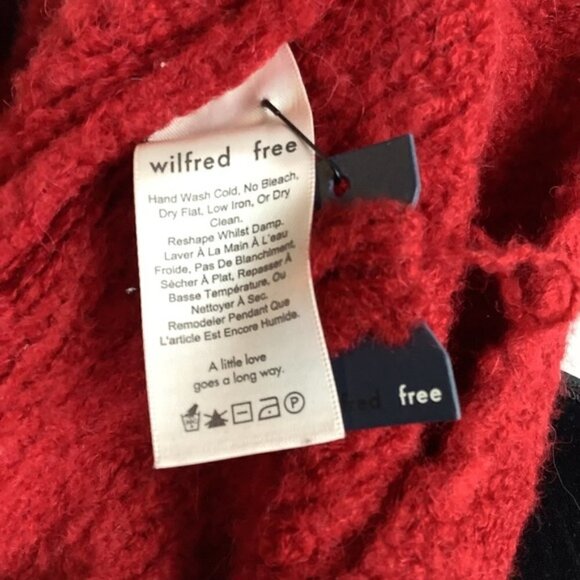 wilfred free
Hand Wash Cold, No Bleach,
Dry Flat, Low Iron, Or Dry
Clean.
Reshape Whilst Damp.
Laver À La Main À L'eau
Froide, Pas De Blanchiment,
Sècher À Plat, Repasser À
Basse Température, Ou
Nettoyer À Sec.
Remodeler Pendant Que
L'article Est Encore Humide.
A little love
goes a long way.
P
red free